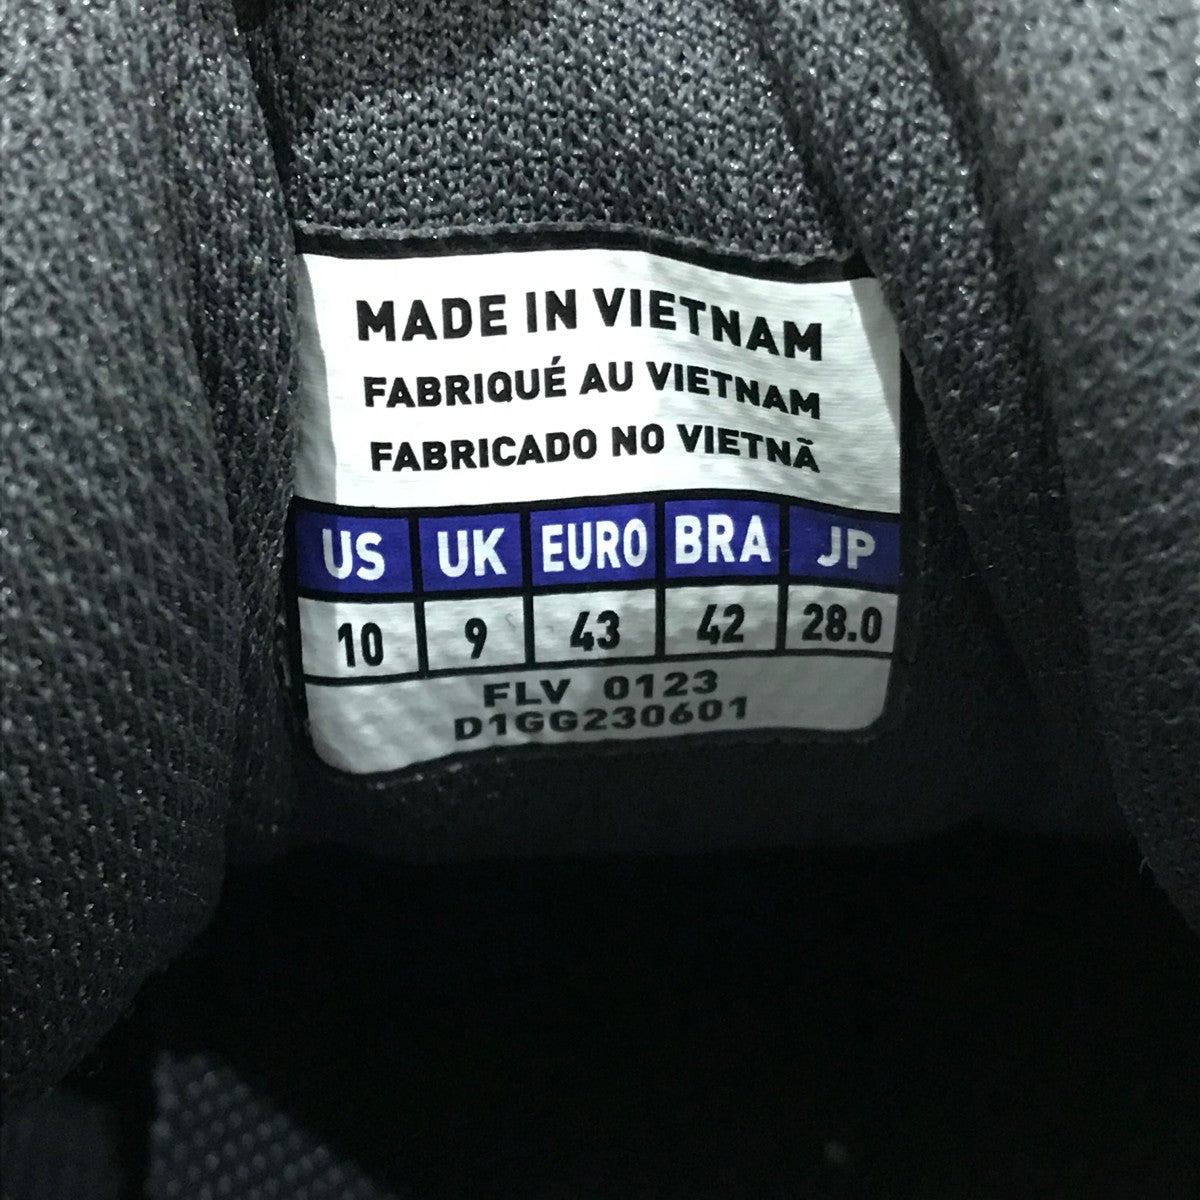 MADE IN VIETNAM
FABRIQUÉ AU VIETNAM
FABRICADO NO VIETNÃ
US UK EURO BRA JP
10 9 43 42 28.0
FLV 0123
D1GG230601